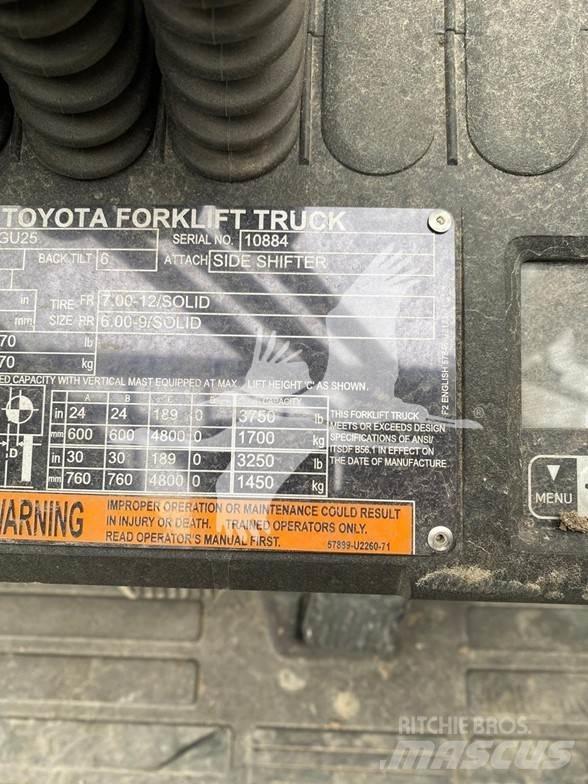 TOYOTA FORKLIFT TRUCK
GU25 SERIAL NO. 10884
BACK TILT 6 ATTACH SIDE SHIFTER
in TIRE FR 7.00-12/SOLID
mm SIZE RR 6.00-9/SOLID
70 lb
70 kg
ED CAPACITY WITH VERTICAL MAST EQUIPPED AT MAX. LIFT HEIGHT 'C' AS SHOWN.
A B CAPACITY
in 24 24 189 0 3750 lb
mm 600 600 4800 0 1700 kg
in 30 30 189 0 3250 lb
mm 760 760 4800 0 1450 kg
D
THIS FORKLIFT TRUCK
MEETS OR EXCEEDS DESIGN
SPECIFICATIONS OF ANSI/
ITSDF B56.1 IN EFFECT ON
THE DATE OF MANUFACTURE.
F2 ENGLISH
WARNING
IMPROPER OPERATION OR MAINTENANCE COULD RESULT
IN INJURY OR DEATH. TRAINED OPERATORS ONLY.
READ OPERATOR'S MANUAL FIRST.
57899-U2260-71
MENU
®
RITCHIE BROS.
MASCUS